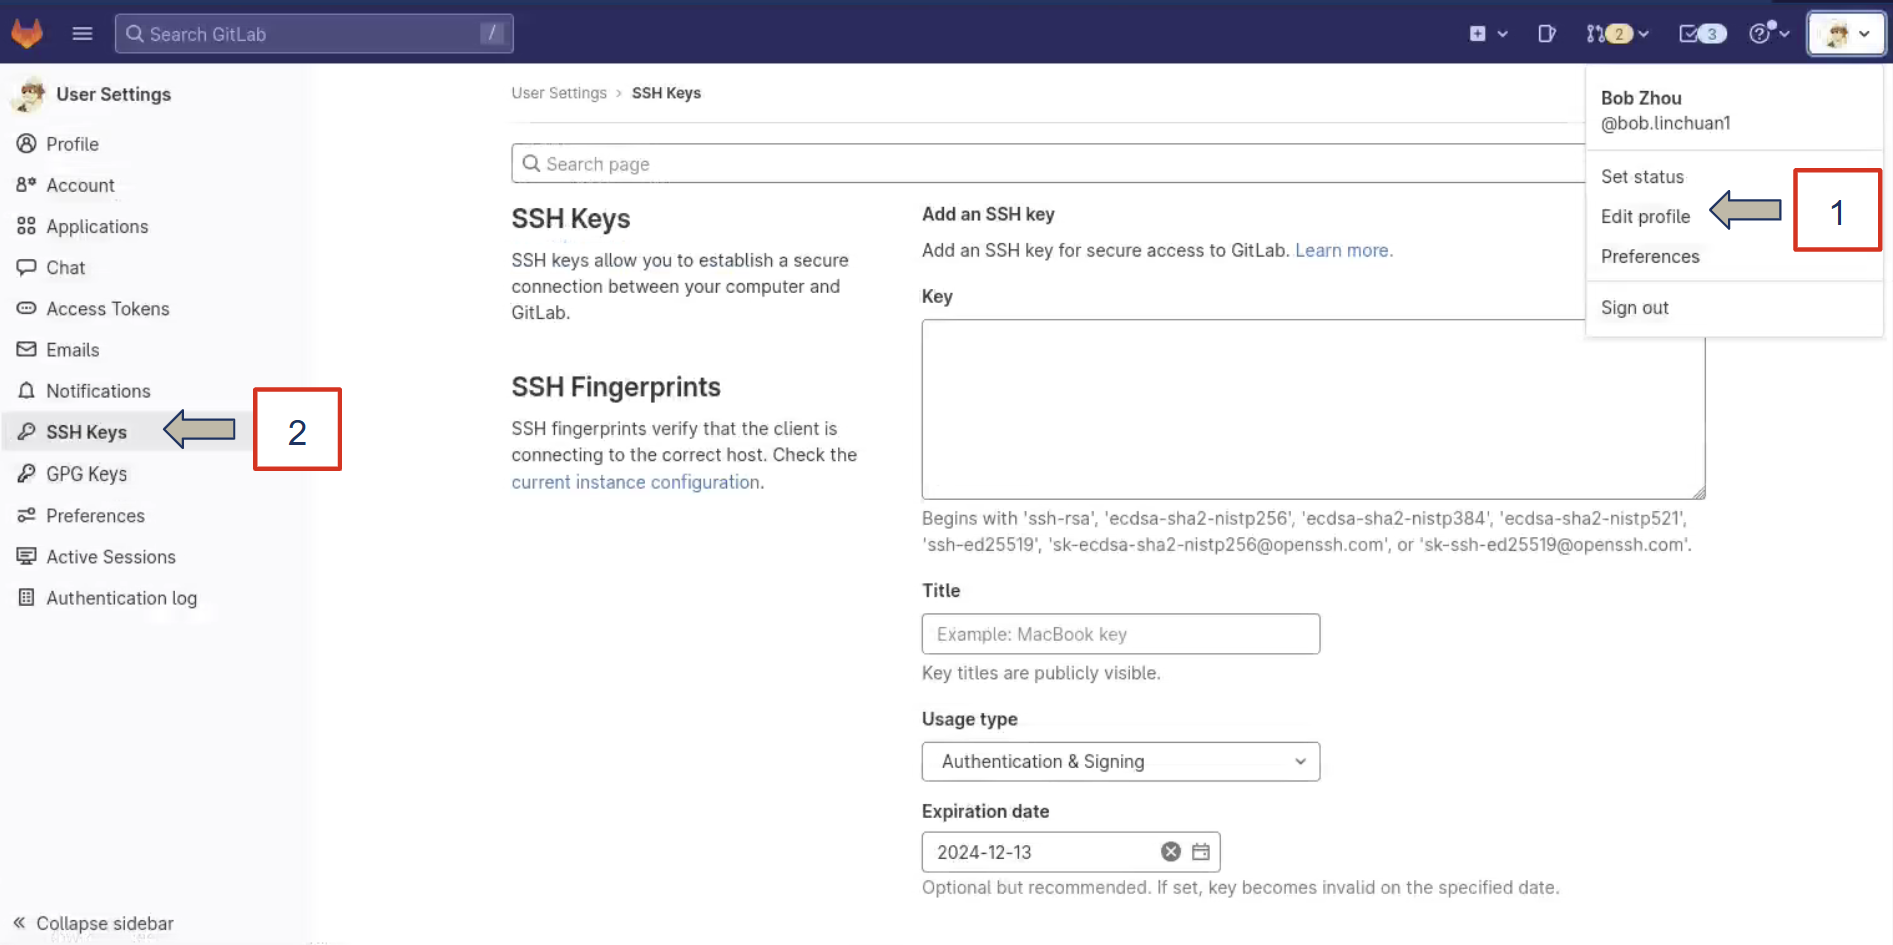 Search GitLab
/
2
3
User Settings
Profile
Account
Applications
Chat
Access Tokens
Emails
Notifications
SSH Keys
GPG Keys
Preferences
Active Sessions
Authentication log
Collapse sidebar
2
User Settings > SSH Keys
Search page
SSH Keys
SSH keys allow you to establish a secure
connection between your computer and
GitLab.
SSH Fingerprints
SSH fingerprints verify that the client is
connecting to the correct host. Check the
current instance configuration.
Add an SSH key
Add an SSH key for secure access to GitLab. Learn more.
Key
Begins with 'ssh-rsa', 'ecdsa-sha2-nistp256', 'ecdsa-sha2-nistp384', 'ecdsa-sha2-nistp521',
'ssh-ed25519', 'sk-ecdsa-sha2-nistp256@openssh.com', or 'sk-ssh-ed25519@openssh.com'.
Title
Example: MacBook key
Key titles are publicly visible.
Usage type
Authentication & Signing
Expiration date
2024-12-13
Optional but recommended. If set, key becomes invalid on the specified date.
Bob Zhou
@bob.linchuan1
Set status
Edit profile
Preferences
Sign out
1